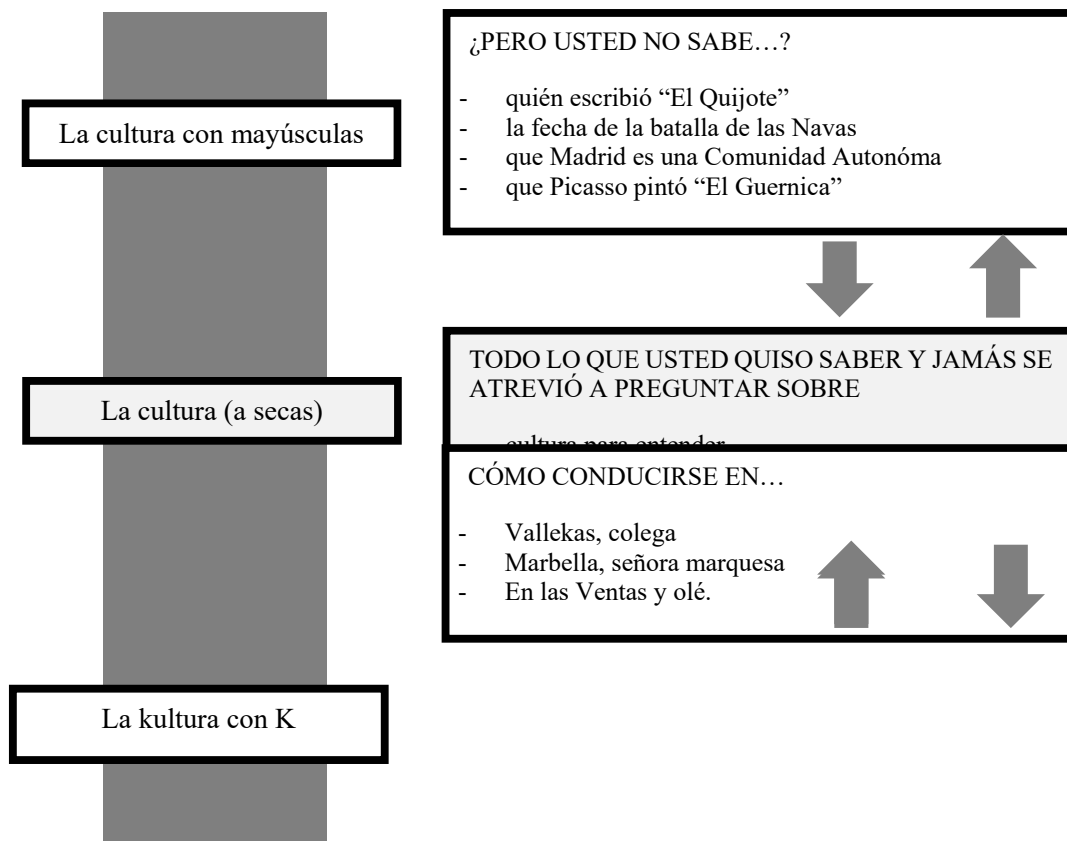 ¿PERO USTED NO SABE…?
- quién escribió “El Quijote”
- la fecha de la batalla de las Navas
- que Madrid es una Comunidad Autonóma
- que Picasso pintó “El Guernica”
La cultura con mayúsculas
TODO LO QUE USTED QUISO SABER Y JAMÁS SE
ATREVIÓ A PREGUNTAR SOBRE
cultura para entender
La cultura (a secas)
CÓMO CONDUCIRSE EN…
- Vallekas, colega
- Marbella, señora marquesa
- En las Ventas y olé.
La kultura con K